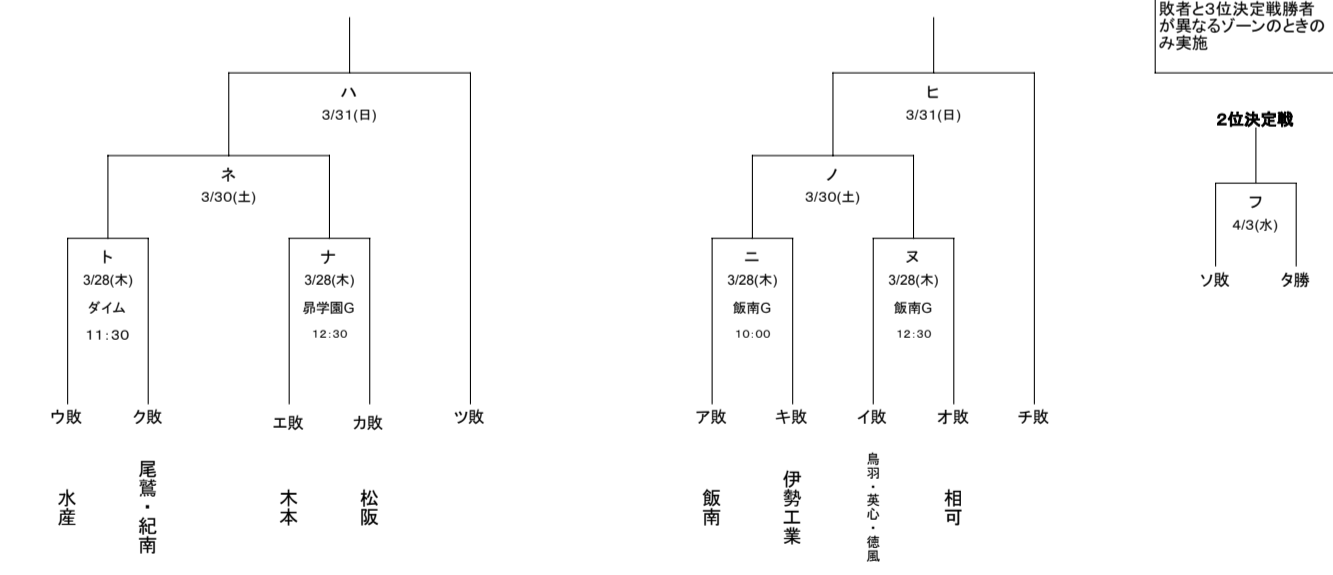 敗者と3位決定戦勝者
が異なるゾーンのときの
み実施
ハ
3/31(日)
ヒ
3/31(日)
2位決定戦
ネ
3/30(土)
ノ
3/30(土)
フ
4/3(水)
ソ敗
タ勝
ト
3/28(木)
ダイム
11:30
ナ
3/28(木)
昴学園G
12:30
ニ
3/28(木)
飯南G
10:00
ヌ
3/28(木)
飯南G
12:30
ウ敗
ク敗
エ敗
カ敗
ツ敗
ア敗
キ敗
イ敗
オ敗
チ敗
水産
尾鷲・紀南
木本
松阪
飯南
伊勢工業
鳥羽・英心・徳風
相可